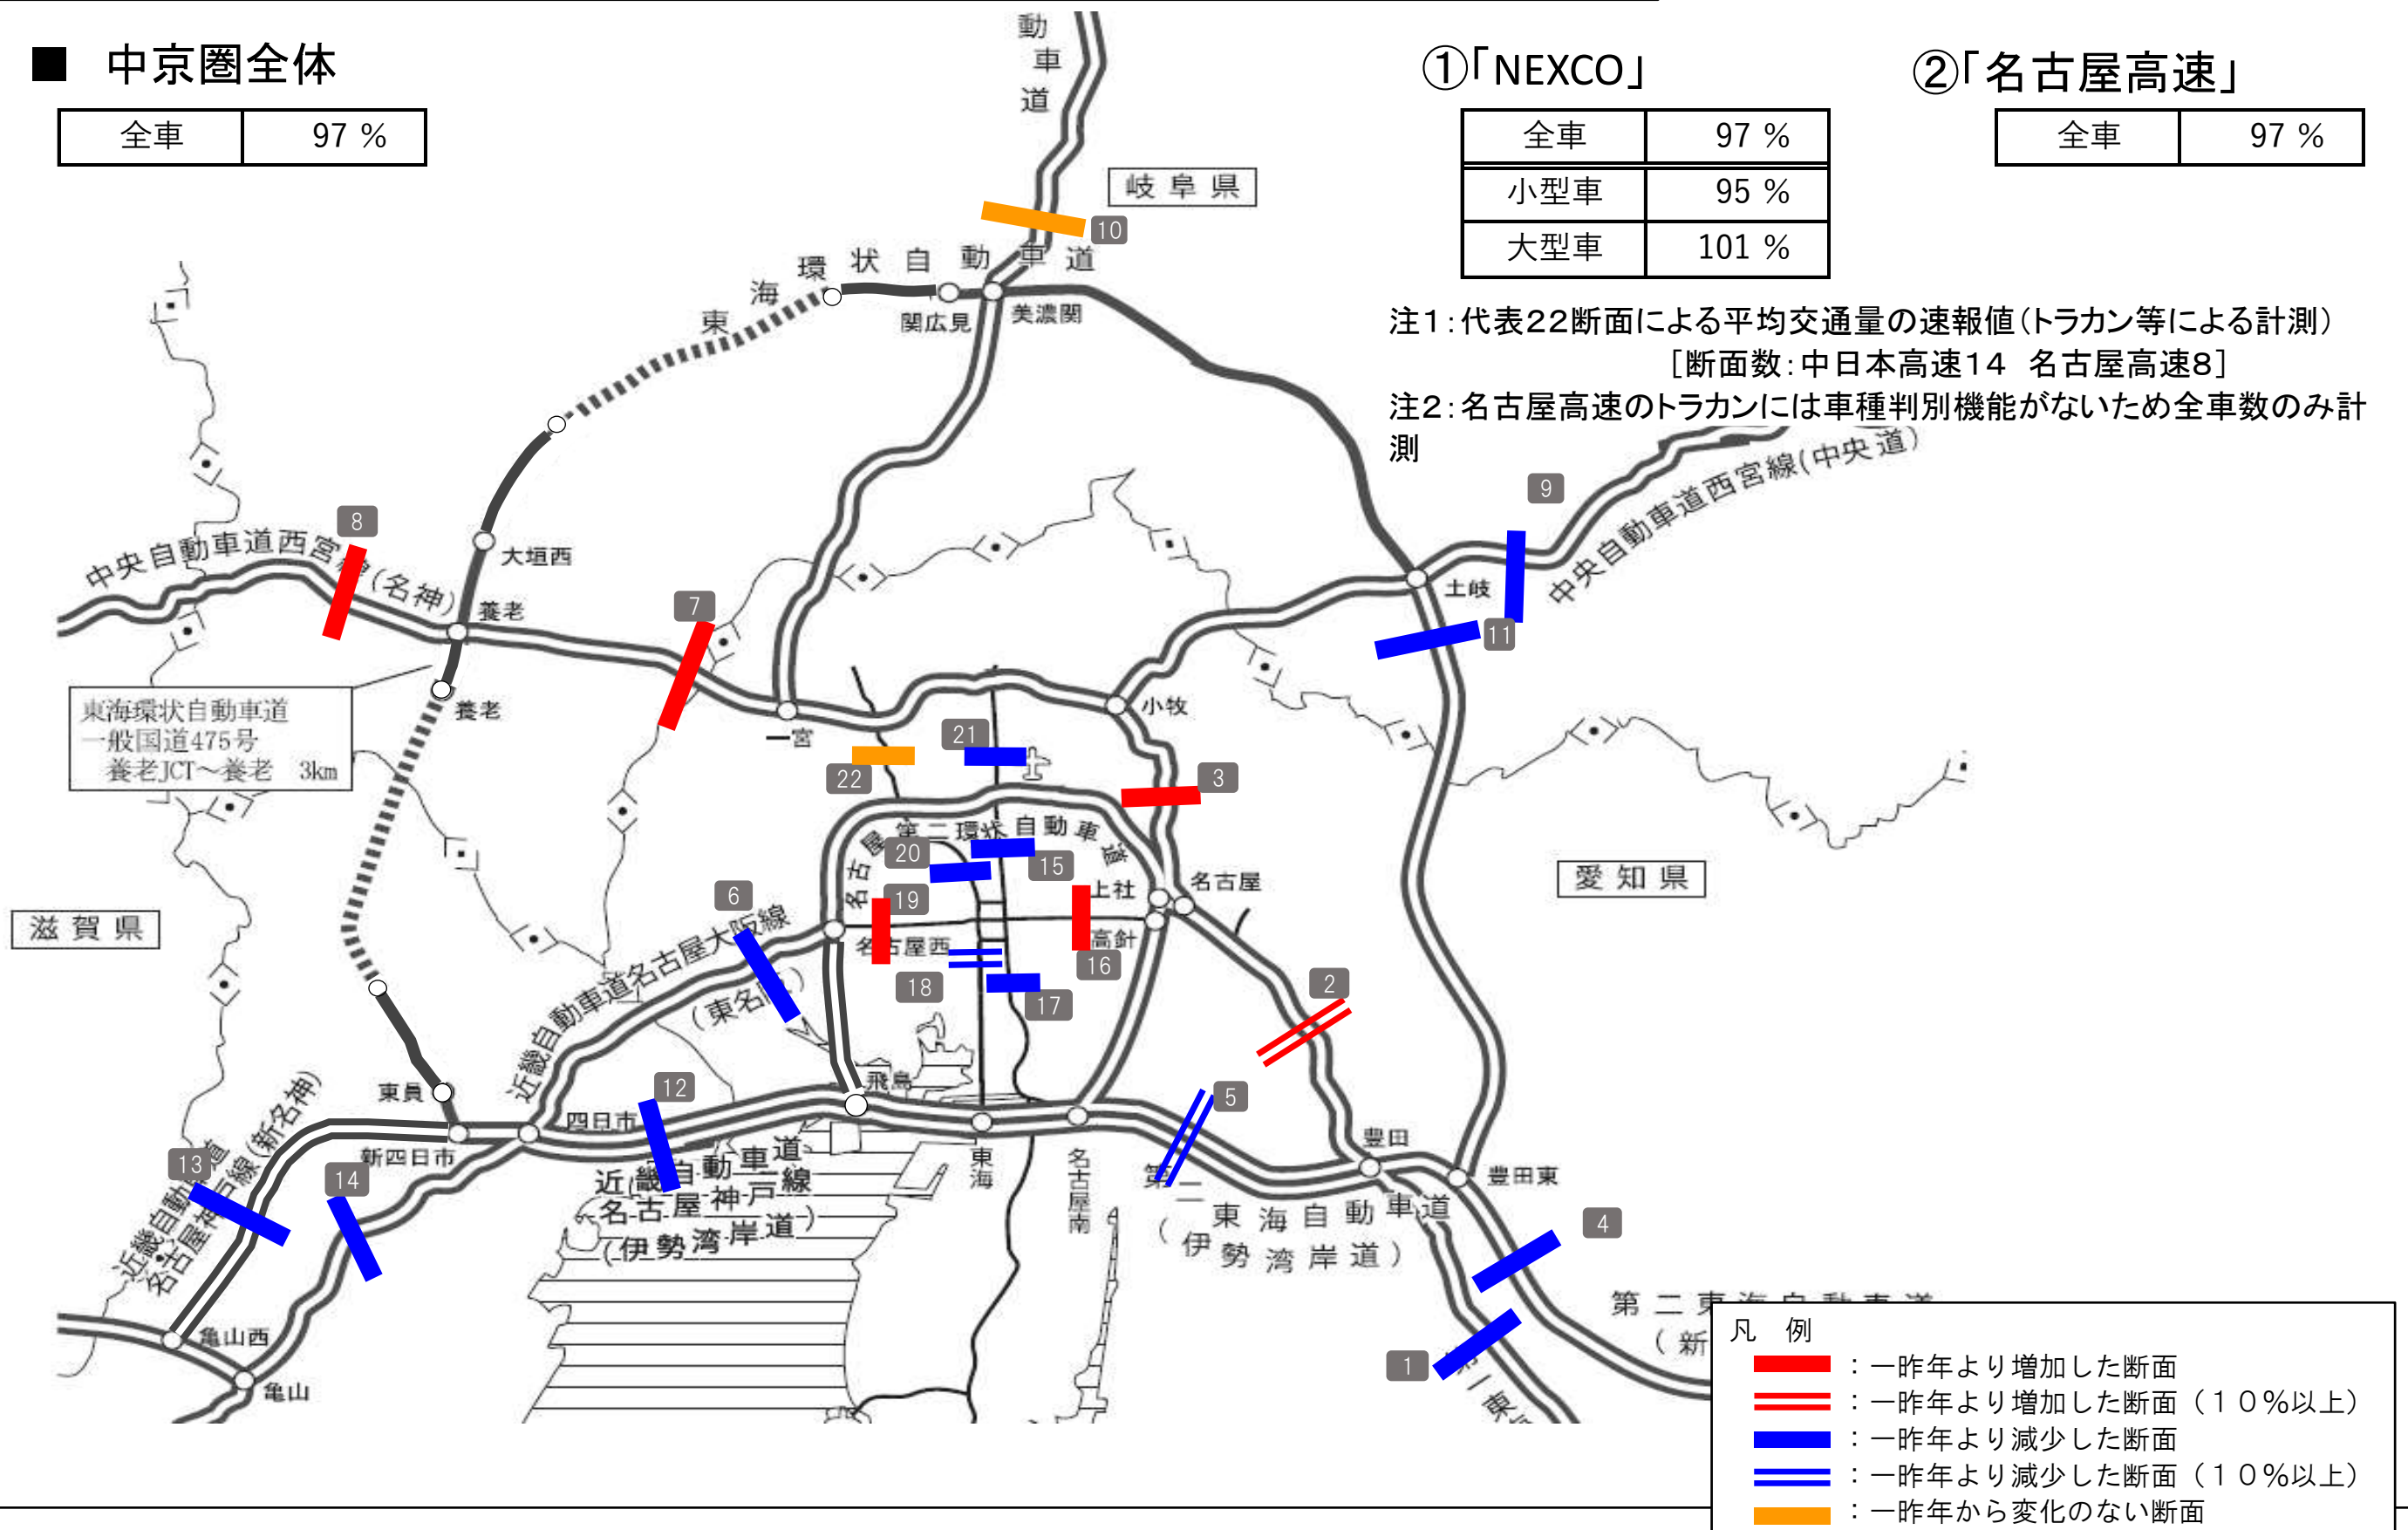 ■ 中京圏全体
全車 97 %
①｢NEXCO｣
全車 97 %
小型車 95 %
大型車 101 %
②｢名古屋高速｣
全車 97 %
注1：代表22断面による平均交通量の速報値(トラカン等による計測)
[断面数：中日本高速14 名古屋高速8]
注2：名古屋高速のトラカンには車種判別機能がないため全車数のみ計
測
動車道
岐阜県
10
東海環状自動車道
関広見
美濃関
9
中央自動車道西宮線(中央道)
8
中央自動車道西宮線(名神)
大垣西
養老
7
土岐
11
養老
東海環状自動車道
一般国道475号
養老JCT～養老 3km
一宮
小牧
21
22
3
名古屋第二環状自動車道
20
15
上社
名古屋
愛知県
19
6
滋賀県
名古屋西
高針
16
18
17
2
近畿自動車道名古屋大阪線
(東名阪)
東員
12
飛島
5
四日市
新四日市
13
14
近畿自動車道
名古屋神戸線(新名神)
近畿自動車道
名古屋神戸線
(伊勢湾岸道)
東海
名古屋南
豊田
豊田東
第二東海自動車道
(伊勢湾岸道)
4
1
亀山西
亀山
第二東海自動車道
(新
第一東
凡 例
：一昨年より増加した断面
：一昨年より増加した断面（１０％以上）
：一昨年より減少した断面
：一昨年より減少した断面（１０％以上）
：一昨年から変化のない断面